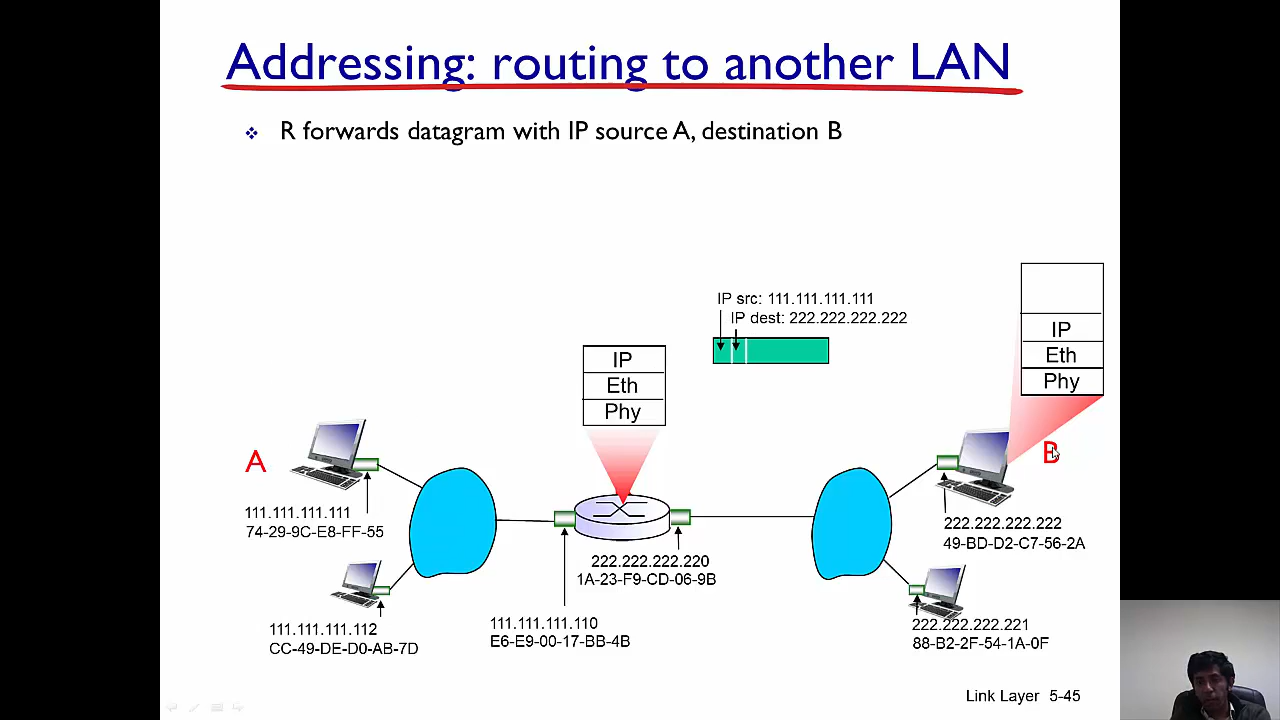 Addressing: routing to another LAN
R forwards datagram with IP source A, destination B
IP src: 111.111.111.111
IP dest: 222.222.222.222
IP
Eth
Phy
IP
Eth
Phy
A
B
111.111.111.111
74-29-9C-E8-FF-55
222.222.222.222
49-BD-D2-C7-56-2A
222.222.222.220
1A-23-F9-CD-06-9B
111.111.111.112
CC-49-DE-D0-AB-7D
111.111.111.110
E6-E9-00-17-BB-4B
222.222.222.221
88-B2-2F-54-1A-0F
Link Layer 5-45